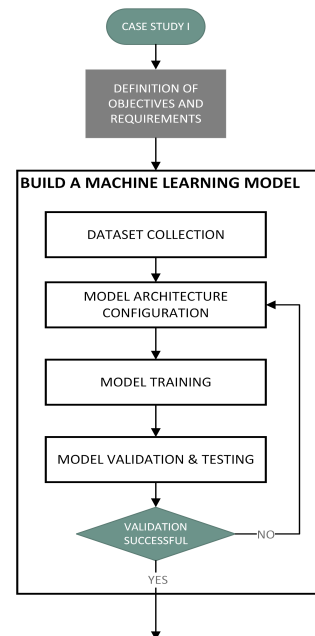 CASE STUDY I
DEFINITION OF
OBJECTIVES AND
REQUIREMENTS
BUILD A MACHINE LEARNING MODEL
DATASET COLLECTION
MODEL ARCHITECTURE
CONFIGURATION
MODEL TRAINING
MODEL VALIDATION & TESTING
VALIDATION
SUCCESSFUL
NO
YES